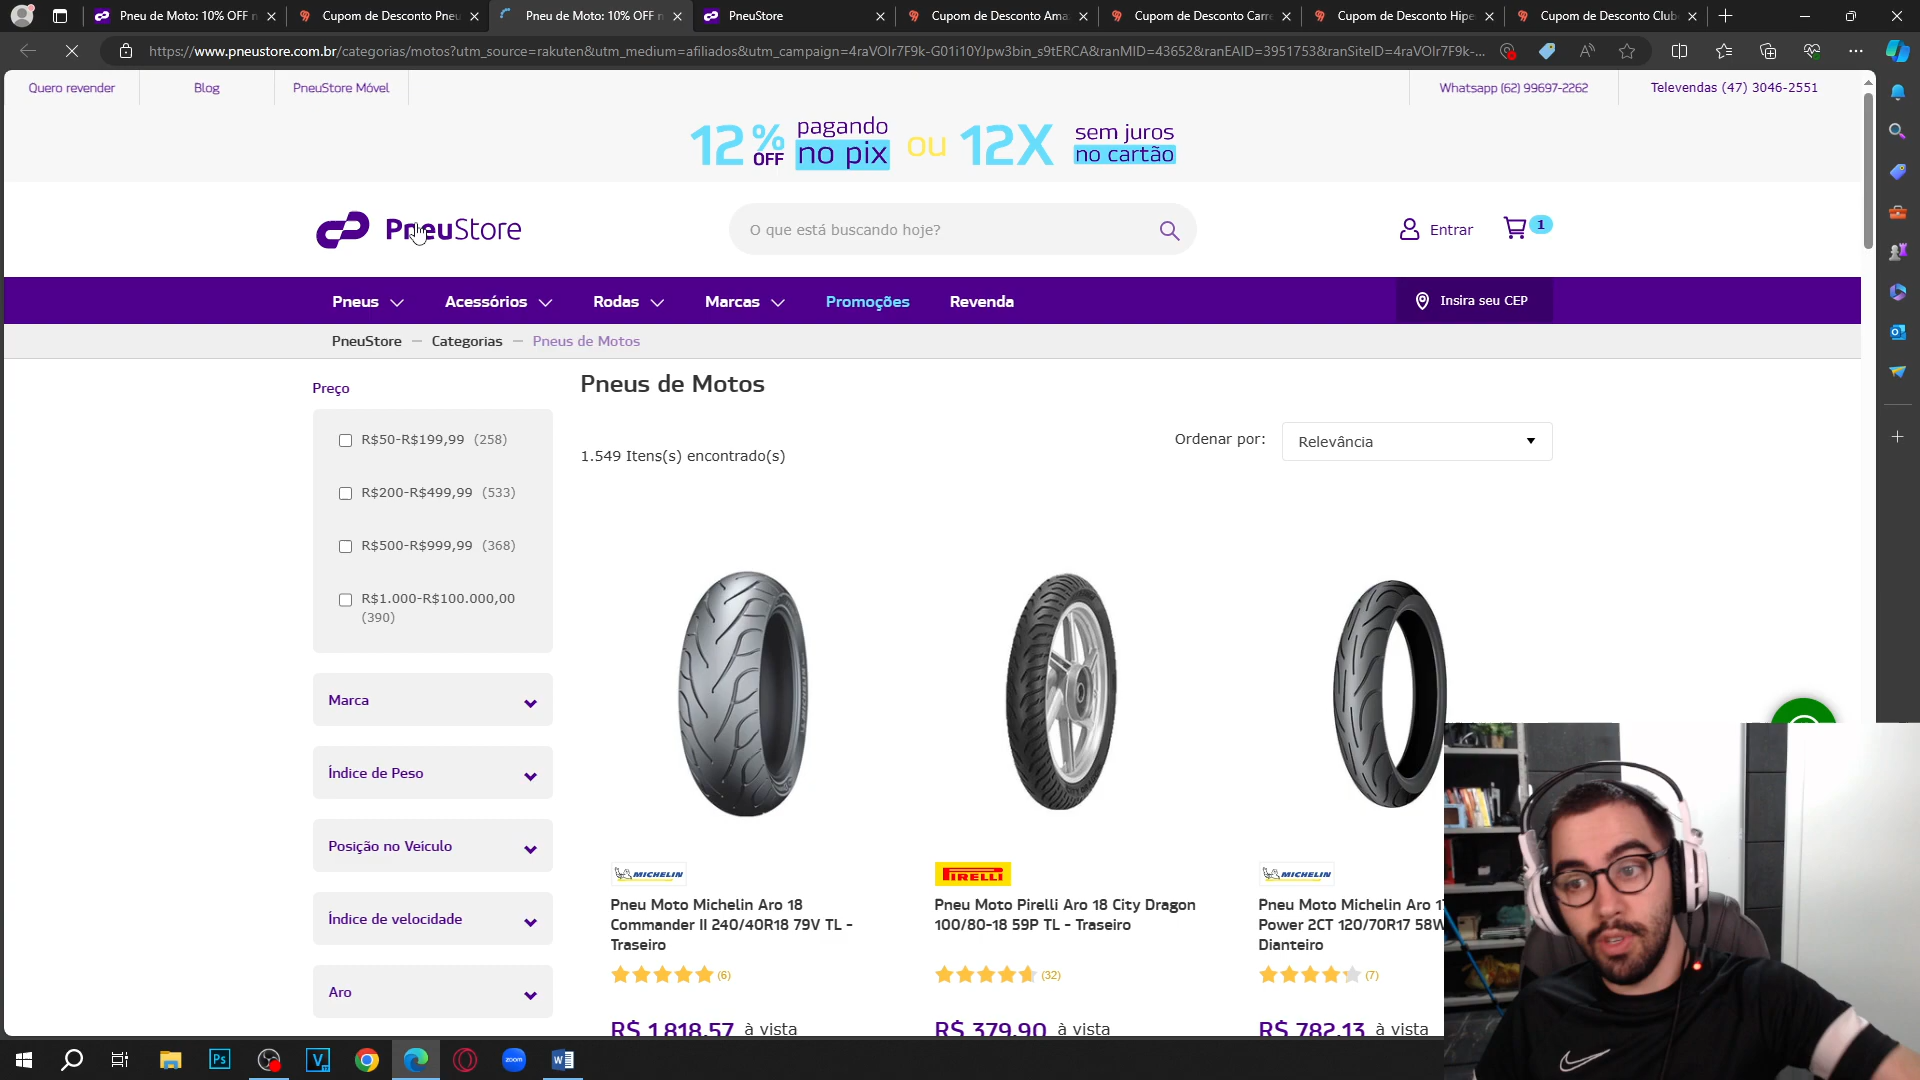 Pneu de Moto: 10% OFF n
Cupom de Desconto Pneu
Pneu de Moto: 10% OFF n
PneuStore
Cupom de Desconto Ama
Cupom de Desconto Carre
Cupom de Desconto Hipe
Cupom de Desconto Club
https://www.pneustore.com.br/categorias/motos?utm_source=rakuten&utm_medium=afiliados&utm_campaign=4raVOIr7F9k-G01i10YJpw3bin_s9tERCA&ranMID=43652&ranEAID=3951753&ranSiteID=4raVOIr7F9k-...
Quero revender
Blog
PneuStore Móvel
Whatsapp (62) 99697-2262
Televendas (47) 3046-2551
12% OFF pagando no pix ou 12X sem juros no cartão
PneuStore
O que está buscando hoje?
Entrar
1
Pneus
Acessórios
Rodas
Marcas
Promoções
Revenda
Insira seu CEP
PneuStore — Categorias — Pneus de Motos
Preço
R$50-R$199,99 (258)
R$200-R$499,99 (533)
R$500-R$999,99 (368)
R$1.000-R$100.000,00
(390)
Marca
Índice de Peso
Posição no Veiculo
Índice de velocidade
Aro
Pneus de Motos
1.549 Itens(s) encontrado(s)
Ordenar por:
Relevância
MICHELIN
Pneu Moto Michelin Aro 18
Commander II 240/40R18 79V TL -
Traseiro
(6)
R$ 1.818,57 à vista
PIRELLI
Pneu Moto Pirelli Aro 18 City Dragon
100/80-18 59P TL - Traseiro
(32)
R$ 379,90 à vista
MICHELIN
Pneu Moto Michelin Aro 1
Power 2CT 120/70R17 58W
Dianteiro
(7)
R$ 782,13 à vista
Ps
V
zoom
W